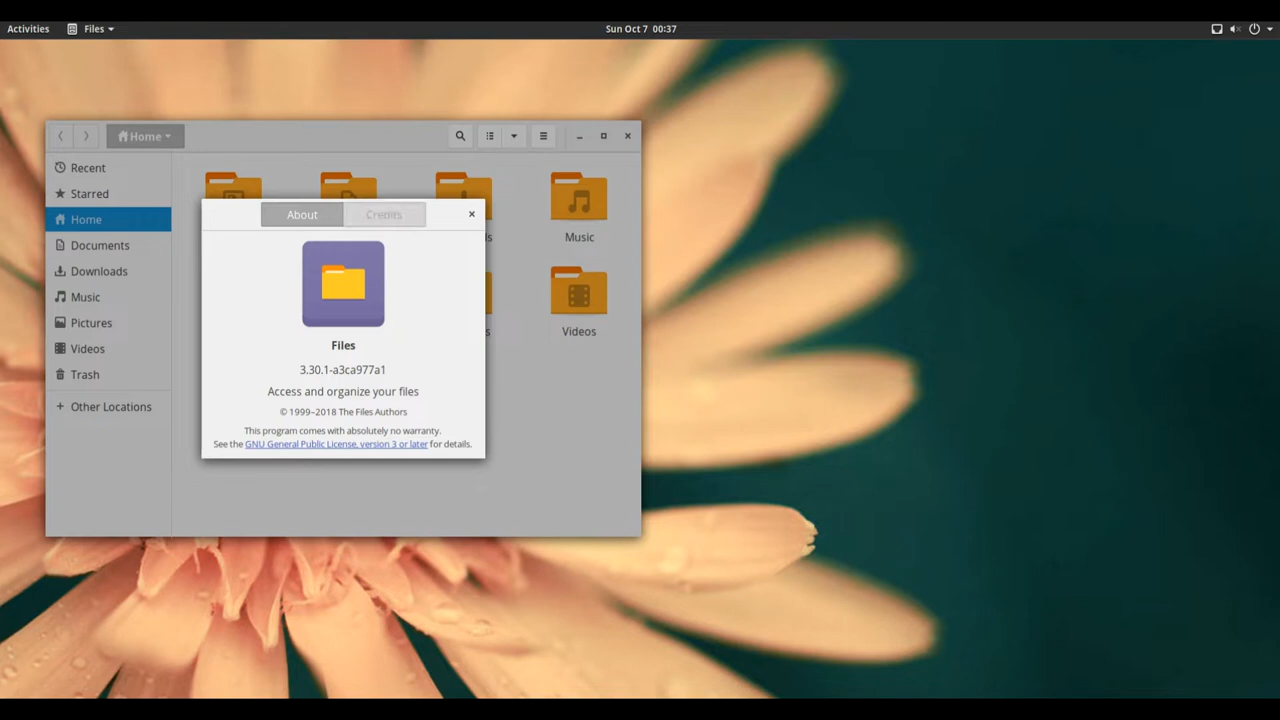 Activities
Files
Sun Oct 7 00:37
Home
Recent
Starred
Home
Documents
Downloads
Music
Pictures
Videos
Trash
Other Locations
Music
Videos
About
Credits
Files
3.30.1-a3ca977a1
Access and organize your files
© 1999–2018 The Files Authors
This program comes with absolutely no warranty.
See the GNU General Public License, version 3 or later for details.